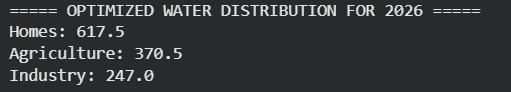 ===== OPTIMIZED WATER DISTRIBUTION FOR 2026 =====
Homes: 617.5
Agriculture: 370.5
Industry: 247.0